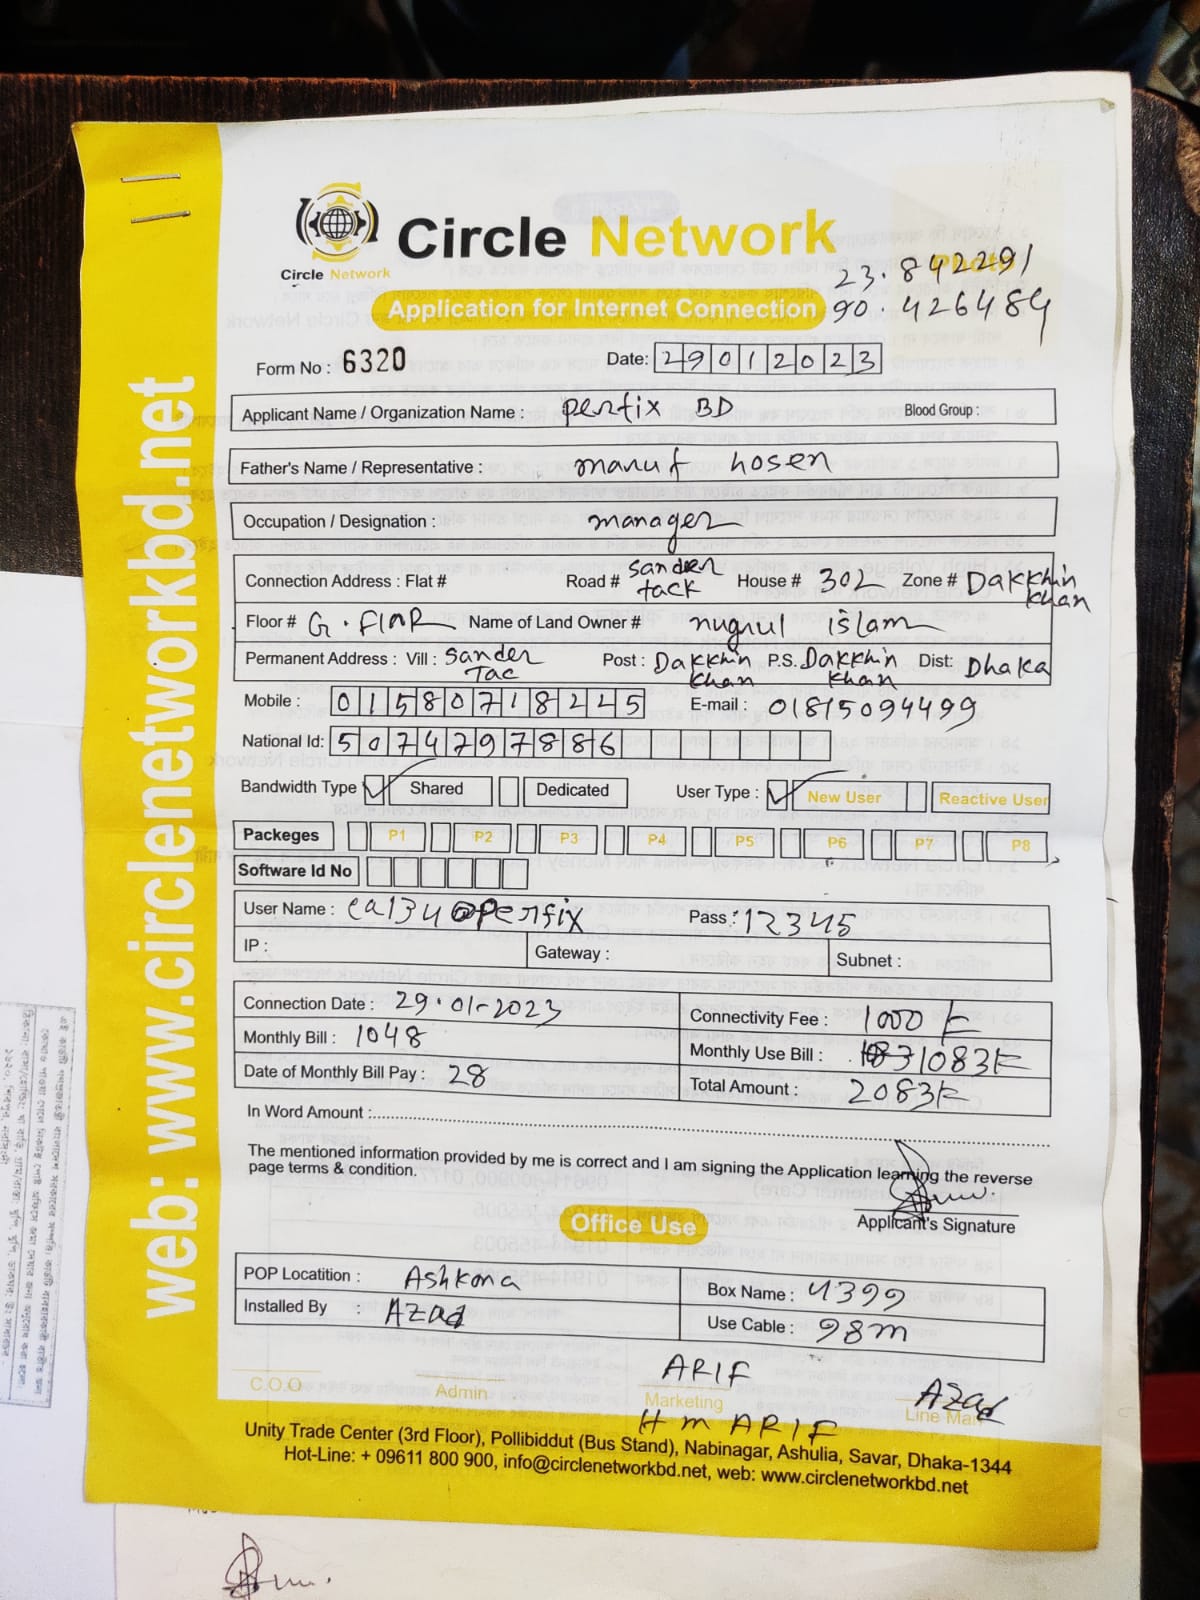 web: www.circlenetworkbd.net
Circle Network
Circle Network
Photo
23.842291
90.426484
Application for Internet Connection
Form No : 6320
Date: 29012023
Applicant Name / Organization Name : Perfix BD Blood Group :
Father's Name / Representative : maruf hosen
Occupation / Designation : manager
Connection Address : Flat # Road # Sander tack House # 302 Zone # Dakkhin khan
Floor # G. FlOR Name of Land Owner # islam
Permanent Address : Vill : Sander Tac Post : Dakkhin khan P.S. Dakkhin khan Dist: Dhaka
Mobile : 01580718245 E-mail : 01815094499
National Id: 5074797886
Bandwidth Type Shared Dedicated User Type : New User Reactive User
Packeges P1 P2 P3 P4 P5 P6 P7 P8
Software Id No
User Name : ca134@Perfix Pass : 12345
IP : Gateway : Subnet :
Connection Date : 29.01-2023 Connectivity Fee : 1000
Monthly Bill : 1048 Monthly Use Bill : 1083
Date of Monthly Bill Pay : 28 Total Amount : 2083
In Word Amount :
The mentioned information provided by me is correct and I am signing the Application learning the reverse
page terms & condition.
Applicant's Signature
Office Use
POP Locatition : Ashkona Box Name : 4399
Installed By : Azad Use Cable : 98m
ARIF Azad
C.O.O Admin Marketing Line Man
H m ARIF
Unity Trade Center (3rd Floor), Pollibiddut (Bus Stand), Nabinagar, Ashulia, Savar, Dhaka-1344
Hot-Line: + 09611 800 900, info@circlenetworkbd.net, web: www.circlenetworkbd.net